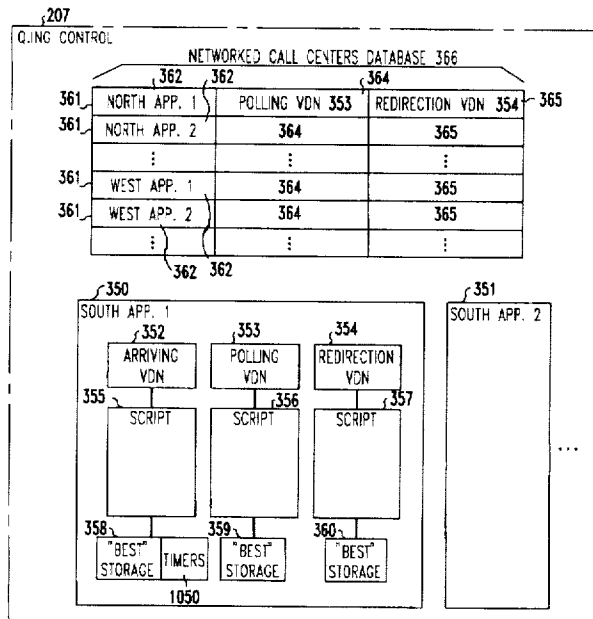 207
Q.ING CONTROL
NETWORKED CALL CENTERS DATABASE 366
362 362 364
361 NORTH APP. 1 POLLING VDN 353 REDIRECTION VDN 354 365
361 NORTH APP. 2 364 365
⋮ ⋮ ⋮
361 WEST APP. 1 364 365
361 WEST APP. 2 364 365
⋮ ⋮ ⋮
362 362
350 351
SOUTH APP. 1 SOUTH APP. 2
352 353 354
ARRIVING VDN
POLLING VDN
REDIRECTION VDN
355 356 357
SCRIPT SCRIPT SCRIPT
...
358 359 360
"BEST" STORAGE TIMERS
"BEST" STORAGE
"BEST" STORAGE
1050